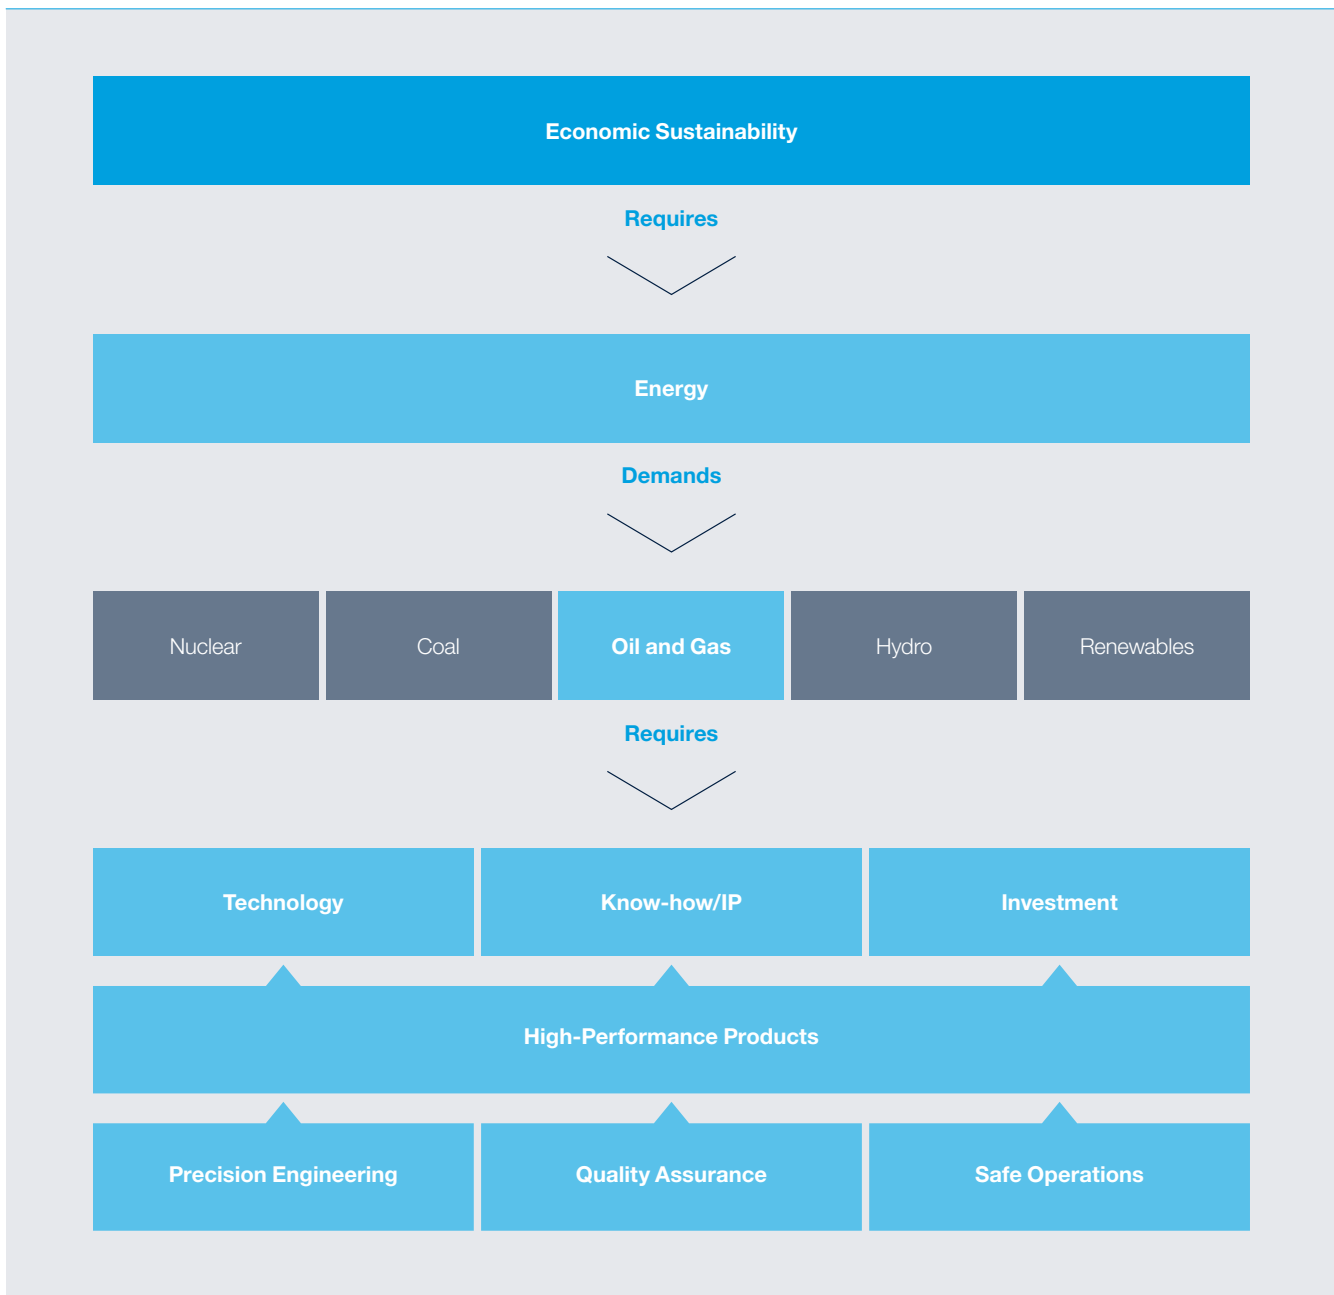 Economic Sustainability
Requires
Energy
Demands
Nuclear
Coal
Oil and Gas
Hydro
Renewables
Requires
Technology
Know-how/IP
Investment
High-Performance Products
Precision Engineering
Quality Assurance
Safe Operations